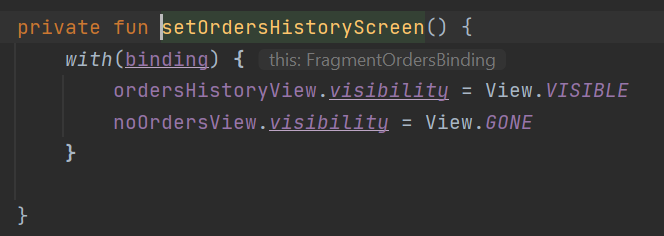 private fun setOrdersHistoryScreen() {
with(binding) { this: FragmentOrdersBinding
ordersHistoryView.visibility = View.VISIBLE
noOrdersView.visibility = View.GONE
}
}